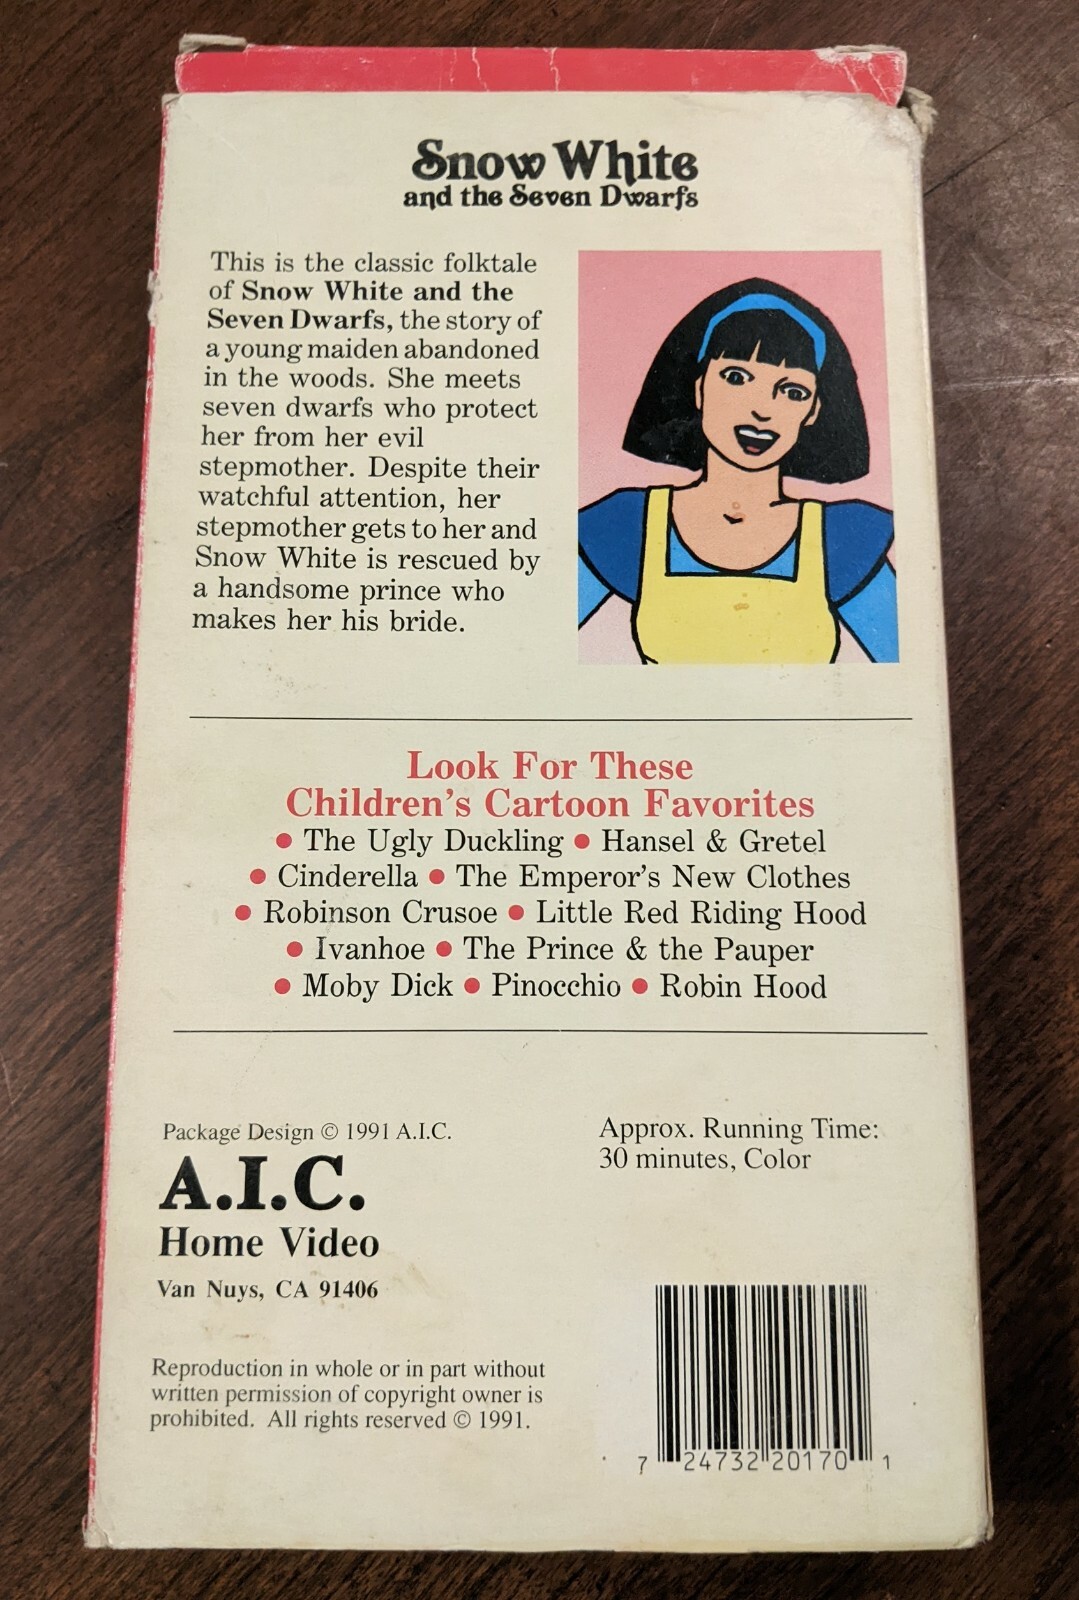 Snow White
and the Seven Dwarfs
This is the classic folktale
of Snow White and the
Seven Dwarfs, the story of
a young maiden abandoned
in the woods. She meets
seven dwarfs who protect
her from her evil
stepmother. Despite their
watchful attention, her
stepmother gets to her and
Snow White is rescued by
a handsome prince who
makes her his bride.
Look For These
Children's Cartoon Favorites
● The Ugly Duckling ● Hansel & Gretel
● Cinderella ● The Emperor's New Clothes
● Robinson Crusoe ● Little Red Riding Hood
● Ivanhoe ● The Prince & the Pauper
● Moby Dick ● Pinocchio ● Robin Hood
Package Design © 1991 A.I.C.
A.I.C.
Home Video
Van Nuys, CA 91406
Approx. Running Time:
30 minutes, Color
Reproduction in whole or in part without
written permission of copyright owner is
prohibited. All rights reserved © 1991.
7 24732 20170 1